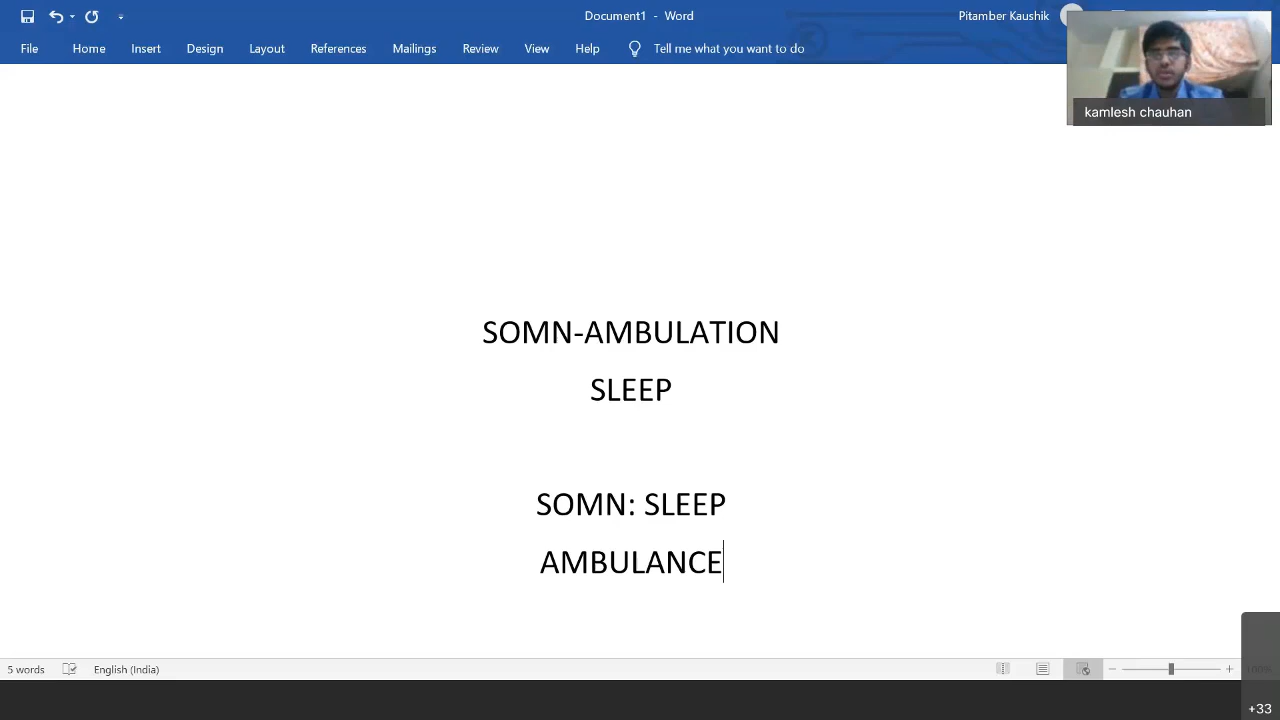 Document1 - Word
Pitamber Kaushik
File Home Insert Design Layout References Mailings Review View Help Tell me what you want to do
kamlesh chauhan
SOMN-AMBULATION
SLEEP
SOMN: SLEEP
AMBULANCE
5 words English (India)
+33